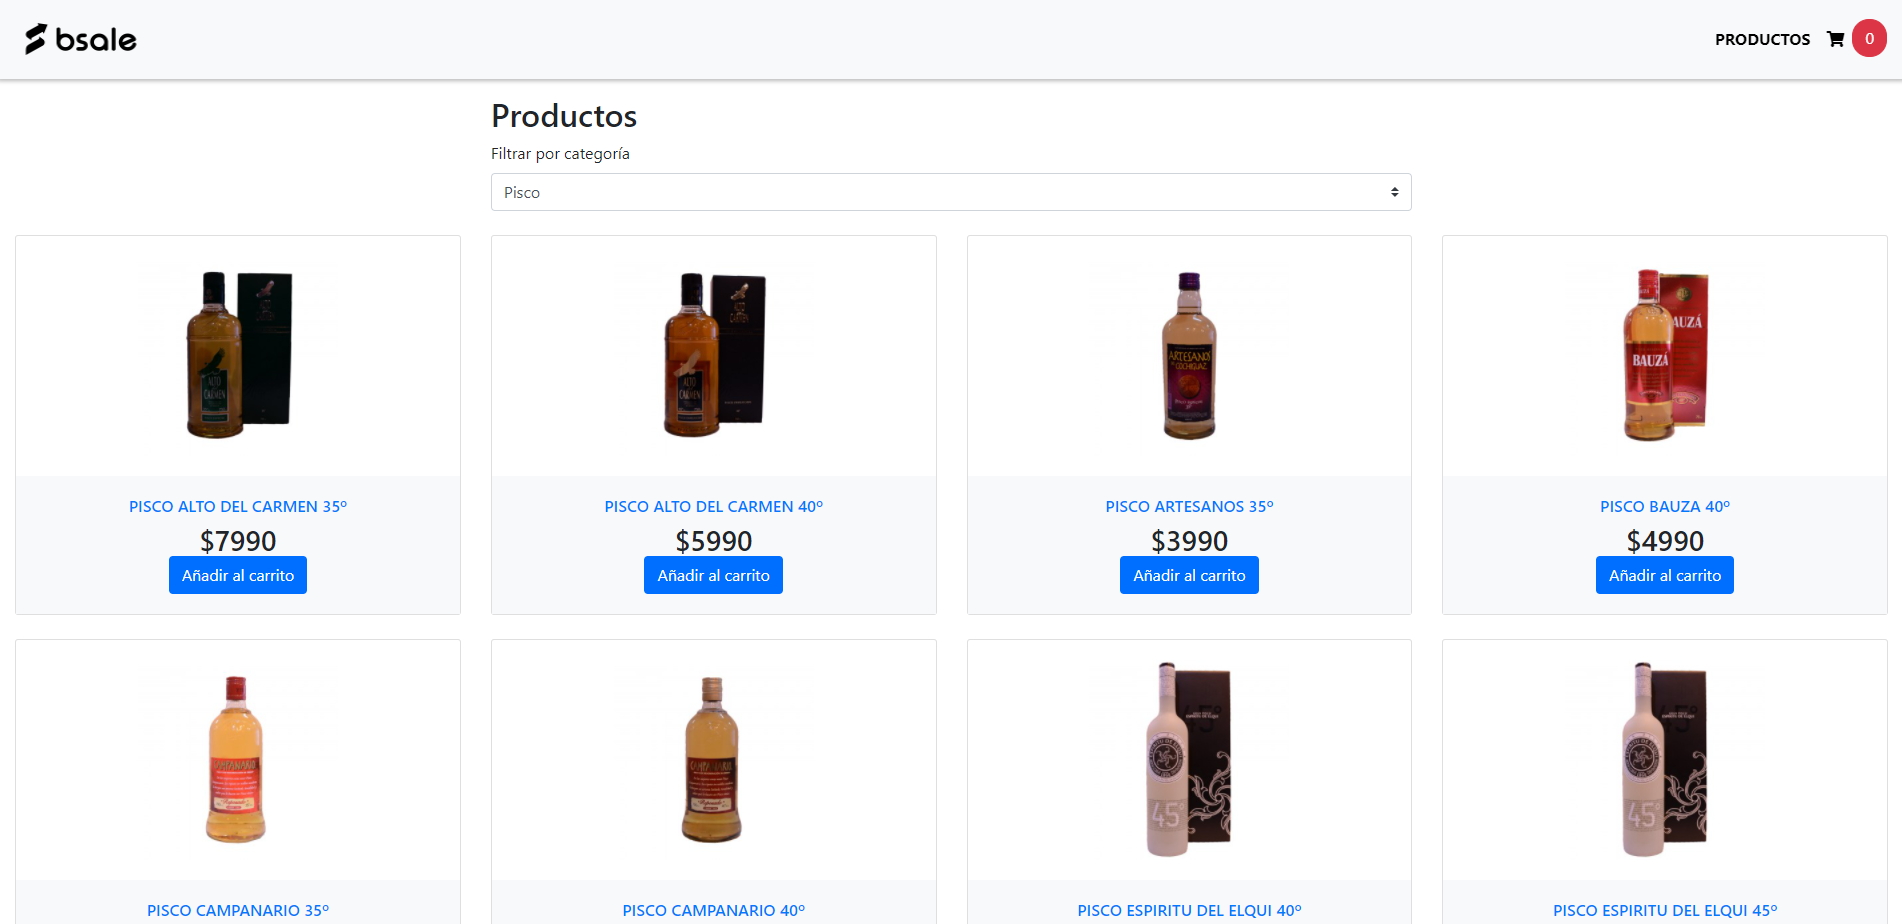 bsale
PRODUCTOS 0
Productos
Filtrar por categoría
Pisco
ALTO
CARMEN
ALTO
CARMEN
ARTESANOS
COCHIGUAZ
BAUZÁ
BAUZÁ
PISCO ALTO DEL CARMEN 35º
$7990
Añadir al carrito
PISCO ALTO DEL CARMEN 40º
$5990
Añadir al carrito
PISCO ARTESANOS 35º
$3990
Añadir al carrito
PISCO BAUZA 40º
$4990
Añadir al carrito
CAMPANARIO
CAMPANARIO
45º
45º
PISCO CAMPANARIO 35º
PISCO CAMPANARIO 40º
PISCO ESPIRITU DEL ELQUI 40º
PISCO ESPIRITU DEL ELQUI 45º